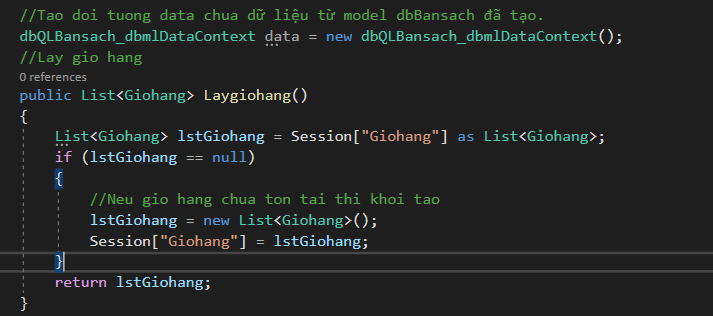 //Tao doi tuong data chua dữ liệu từ model dbBansach đã tạo.
dbQLBansach_dbmlDataContext data = new dbQLBansach_dbmlDataContext();
//Lay gio hang
0 references
public List<Giohang> Laygiohang()
{
List<Giohang> lstGiohang = Session["Giohang"] as List<Giohang>;
if (lstGiohang == null)
{
//Neu gio hang chua ton tai thi khoi tao
lstGiohang = new List<Giohang>();
Session["Giohang"] = lstGiohang;
}
return lstGiohang;
}